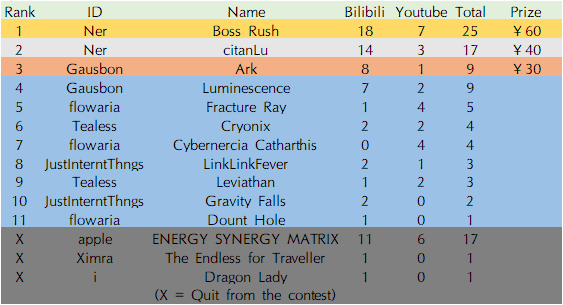 Rank ID Name Bilibili Youtube Total Prize
1 Ner Boss Rush 18 7 25 ¥60
2 Ner citanLu 14 3 17 ¥40
3 Gausbon Ark 8 1 9 ¥30
4 Gausbon Luminescence 7 2 9
5 flowaria Fracture Ray 1 4 5
6 Tealess Cryonix 2 2 4
7 flowaria Cybernercia Catharthis 0 4 4
8 JustInterntThngs LinkLinkFever 2 1 3
9 Tealess Leviathan 1 2 3
10 JustInterntThngs Gravity Falls 2 0 2
11 flowaria Dount Hole 1 0 1
X apple ENERGY SYNERGY MATRIX 11 6 17
X Ximra The Endless for Traveller 1 0 1
X i Dragon Lady 1 0 1
(X = Quit from the contest)